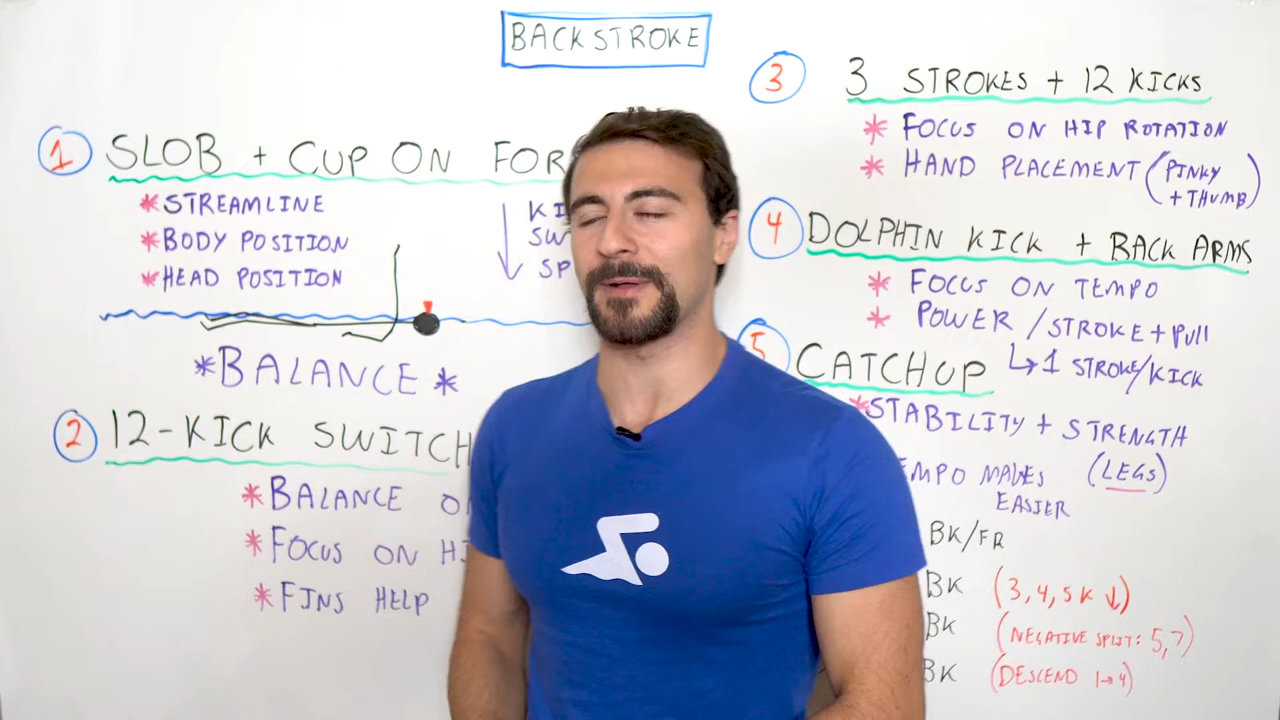 BACKSTROKE
1 SLOB + CUP ON FOR
*STREAMLINE
*BODY POSITION
*HEAD POSITION
*BALANCE*
2 12-KICK SWITCH
*BALANCE
*FOCUS ON
*FINS HELP
3 3 STROKES + 12 KICKS
* FOCUS ON HIP ROTATION
* HAND PLACEMENT (PINKY
+ THUMB)
4 DOLPHIN KICK + BACK ARMS
* FOCUS ON TEMPO
* POWER / STROKE + PULL
↳ 1 STROKE/KICK
5 CATCHUP
*STABILITY + STRENGTH
EMPO MAKES (LEGS)
EASIER
BK/FR
BK (3,4,5 K ↓)
BK (NEGATIVE SPLIT: 5,7)
BK (DESCEND 1→4)